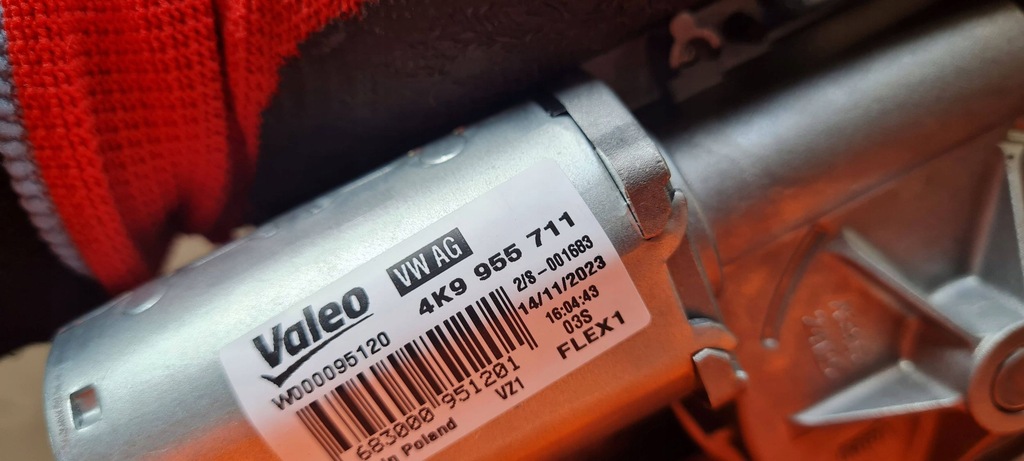 Valeo
VW AG
4K9 955 711
W000095120
2/S-001683
14/11/2023
16:04:43
03S
FLEX1
683000 951201
VZ1
in Poland